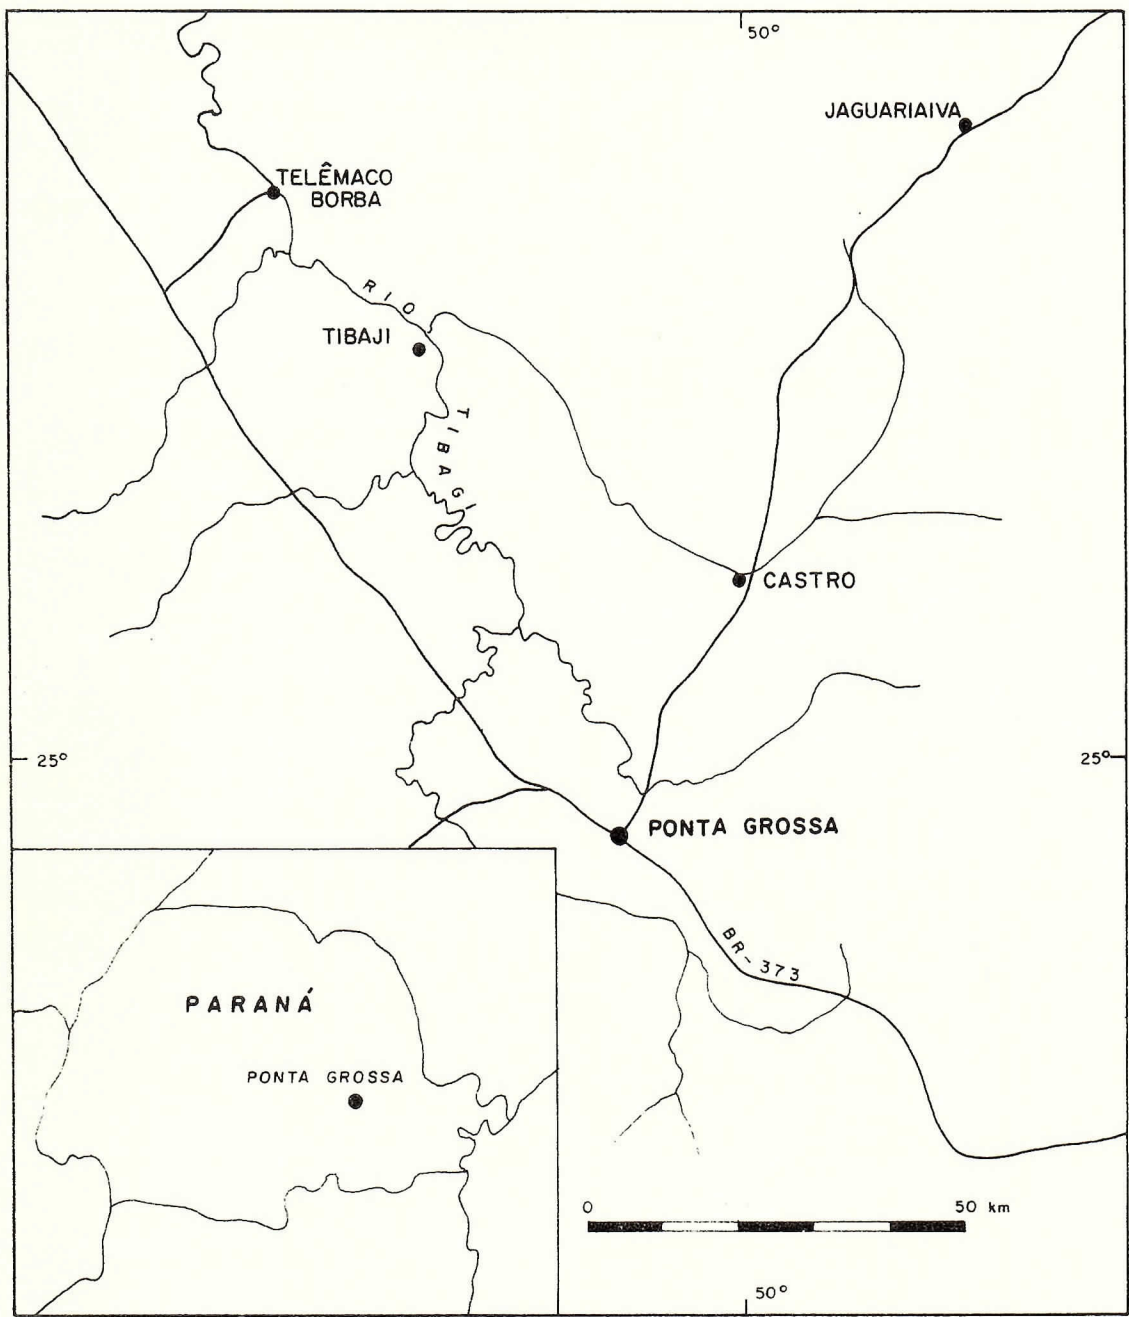 50°
JAGUARIAIVA
TELÊMACO
BORBA
RIO
TIBAJI
TIBAGÍ
CASTRO
25°
25°
PONTA GROSSA
BR-373
PARANÁ
PONTA GROSSA
0
50 km
50°